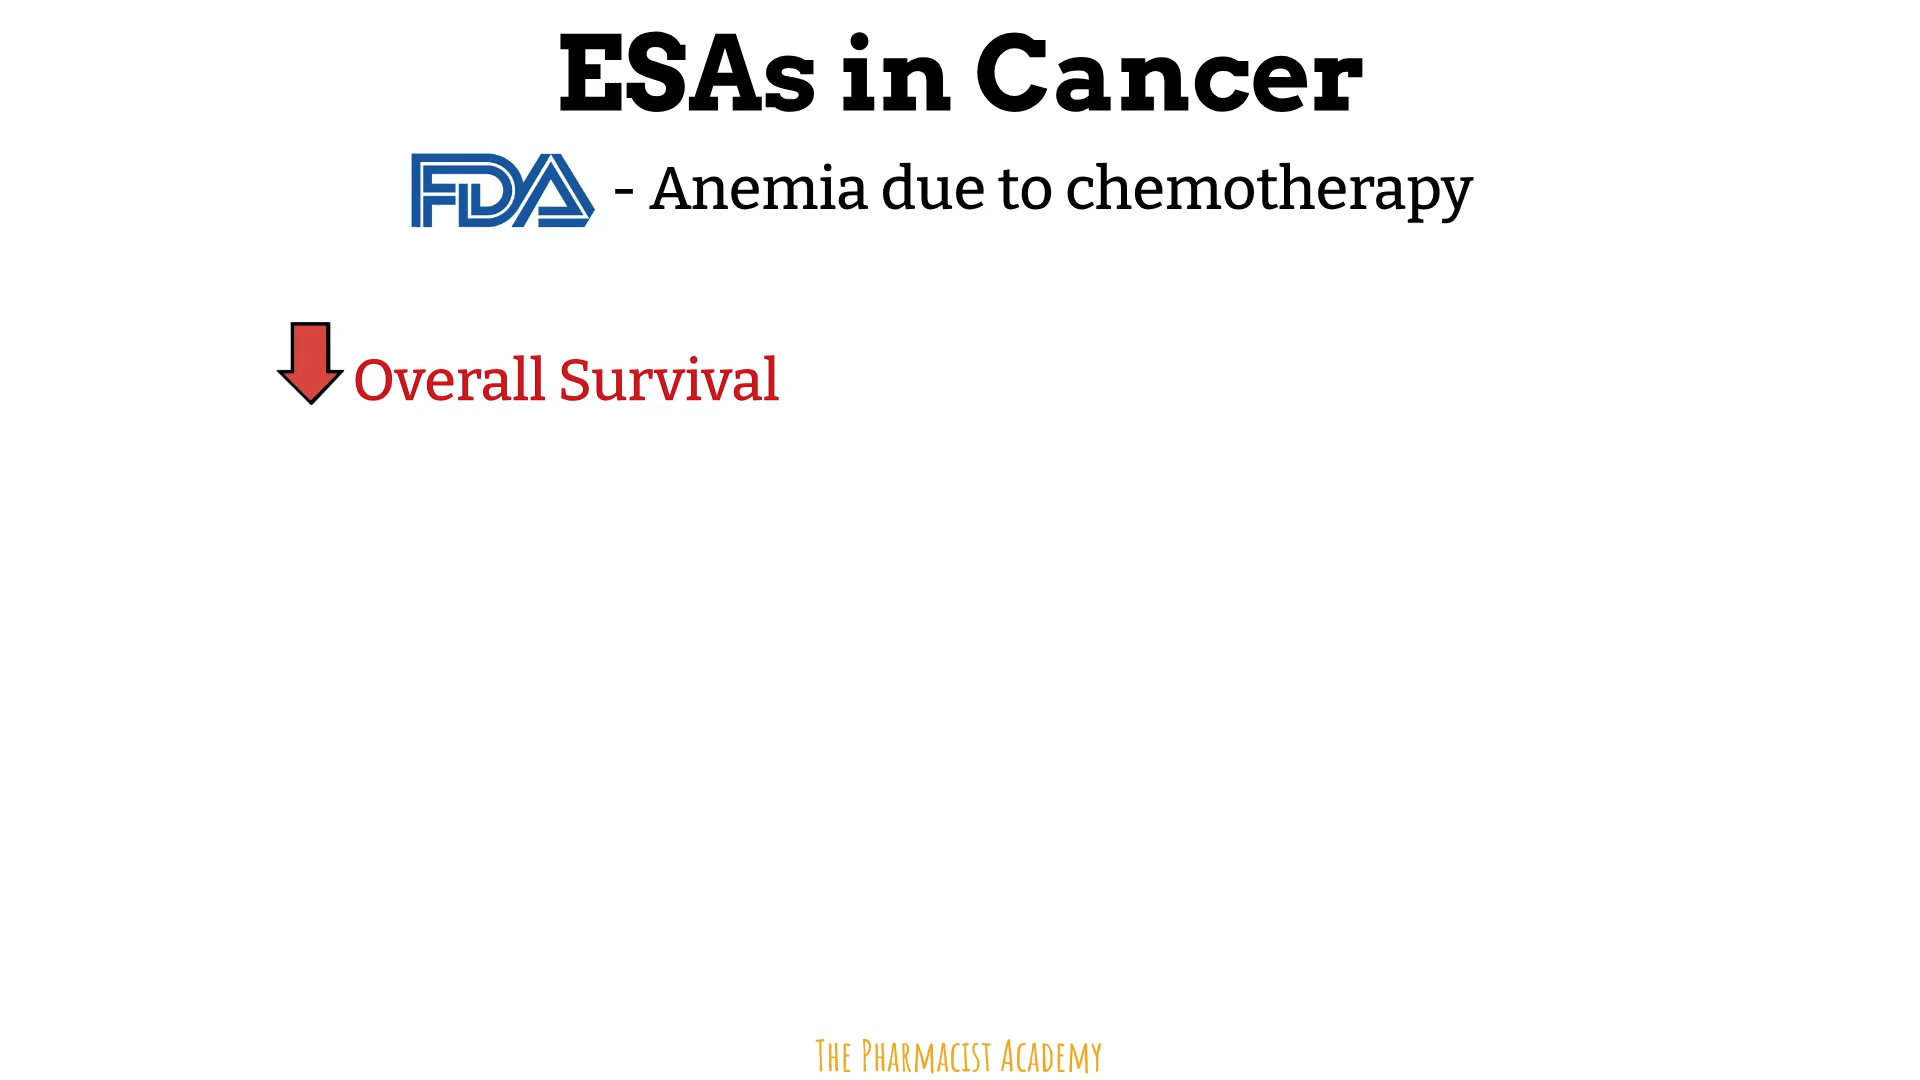 ESAs in Cancer
FDA - Anemia due to chemotherapy
Overall Survival
The Pharmacist Academy